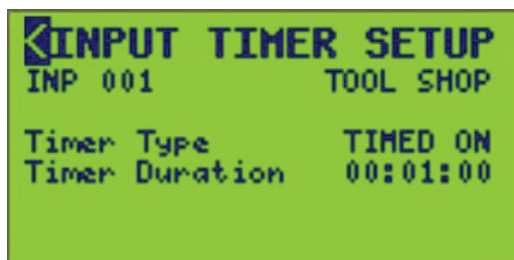 <INPUT TIMER SETUP
INP 001 TOOL SHOP
Timer Type TIMED ON
Timer Duration 00:01:00